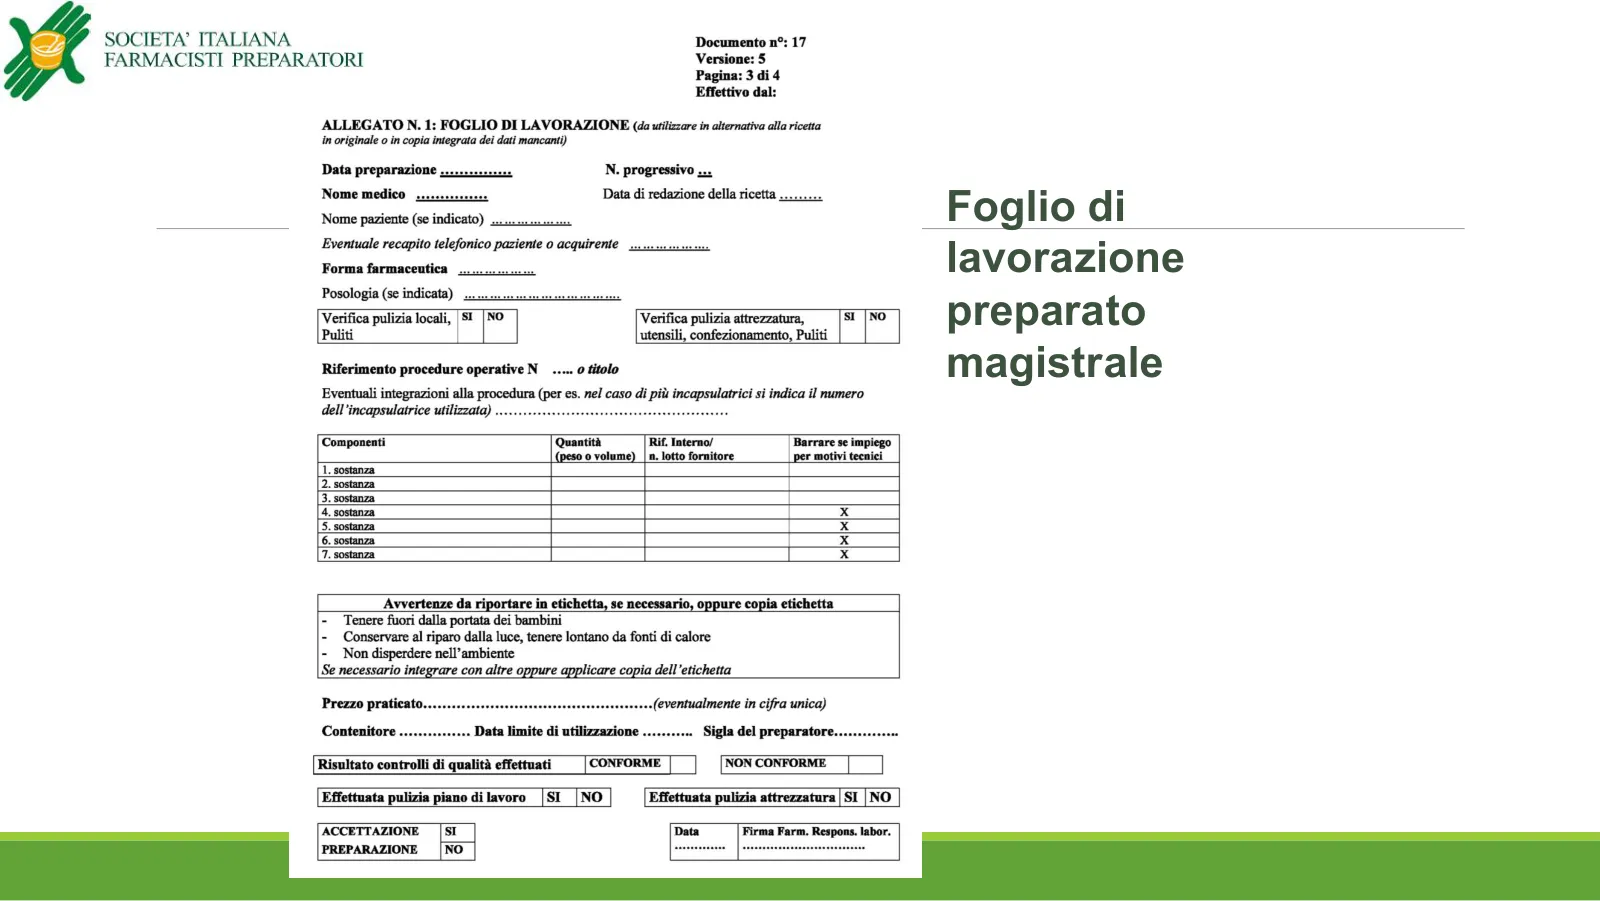 SOCIETA’ ITALIANA
FARMACISTI PREPARATORI
Documento n°: 17
Versione: 5
Pagina: 3 di 4
Effettivo dal:
ALLEGATO N. 1: FOGLIO DI LAVORAZIONE (da utilizzare in alternativa alla ricetta
in originale o in copia integrata dei dati mancanti)
Data preparazione ............... N. progressivo ...
Nome medico ............... Data di redazione della ricetta .........
Nome paziente (se indicato) ...................
Eventuale recapito telefonico paziente o acquirente ...................
Forma farmaceutica ..................
Posologia (se indicata) ....................................
Verifica pulizia locali, SI NO
Puliti
Verifica pulizia attrezzatura, SI NO
utensili, confezionamento, Puliti
Riferimento procedure operative N ….. o titolo
Eventuali integrazioni alla procedura (per es. nel caso di più incapsulatrici si indica il numero
dell’incapsulatrice utilizzata) …………………………………………
Componenti Quantità Rif. Interno/ Barrare se impiego
(peso o volume) n. lotto fornitore per motivi tecnici
1. sostanza
2. sostanza
3. sostanza
4. sostanza X
5. sostanza X
6. sostanza X
7. sostanza X
Avvertenze da riportare in etichetta, se necessario, oppure copia etichetta
- Tenere fuori dalla portata dei bambini
- Conservare al riparo dalla luce, tenere lontano da fonti di calore
- Non disperdere nell’ambiente
Se necessario integrare con altre oppure applicare copia dell’etichetta
Prezzo praticato…………………………………………(eventualmente in cifra unica)
Contenitore …………… Data limite di utilizzazione ……….. Sigla del preparatore…………..
Risultato controlli di qualità effettuati CONFORME NON CONFORME
Effettuata pulizia piano di lavoro SI NO Effettuata pulizia attrezzatura SI NO
ACCETTAZIONE SI
PREPARAZIONE NO
Data Firma Farm. Respons. labor.
............. ..............................
Foglio di
lavorazione
preparato
magistrale